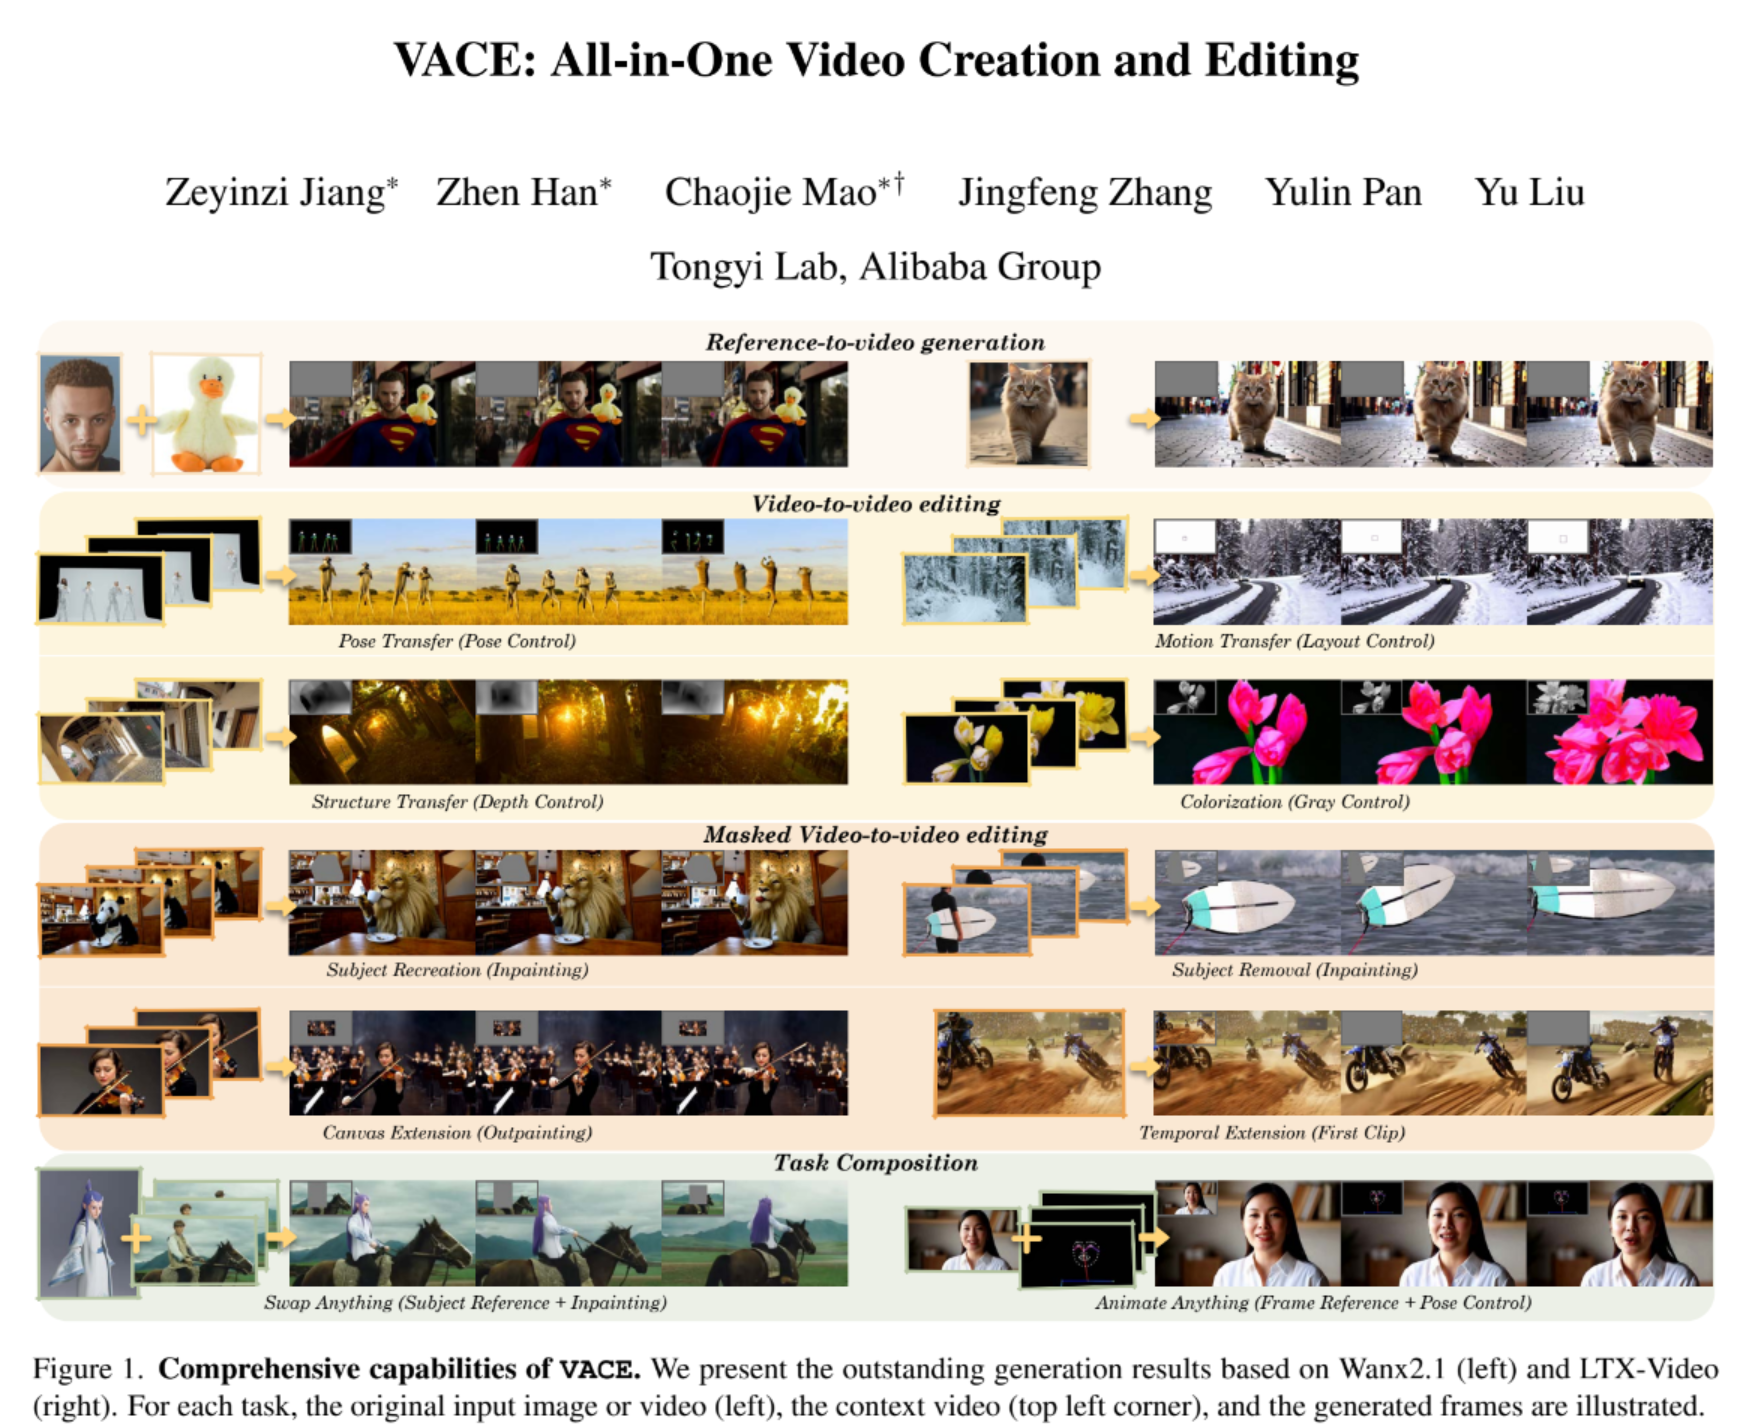 VACE: All-in-One Video Creation and Editing
Zeyinzi Jiang* Zhen Han* Chaojie Mao*† Jingfeng Zhang Yulin Pan Yu Liu
Tongyi Lab, Alibaba Group
Reference-to-video generation
Video-to-video editing
Pose Transfer (Pose Control)
Motion Transfer (Layout Control)
Structure Transfer (Depth Control)
Colorization (Gray Control)
Masked Video-to-video editing
Subject Recreation (Inpainting)
Subject Removal (Inpainting)
Canvas Extension (Outpainting)
Temporal Extension (First Clip)
Task Composition
Swap Anything (Subject Reference + Inpainting)
Animate Anything (Frame Reference + Pose Control)
Figure 1. Comprehensive capabilities of VACE. We present the outstanding generation results based on Wanx2.1 (left) and LTX-Video
(right). For each task, the original input image or video (left), the context video (top left corner), and the generated frames are illustrated.